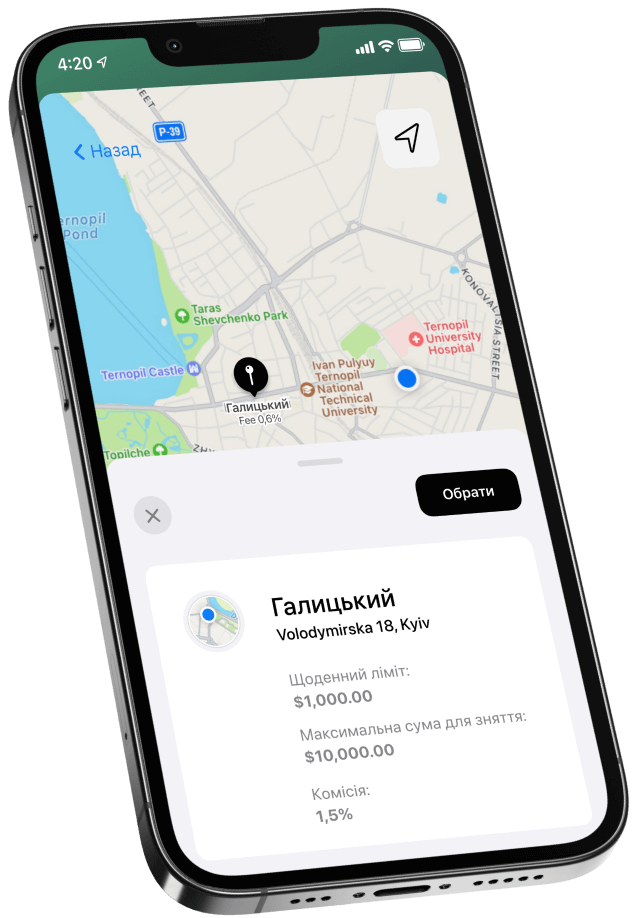 4:20
EET
P-39
Назад
Ternopil
Pond
Taras
Shevchenko Park
KONOVALTSIA STREET
Ternopil
University
Hospital
Ternopil Castle
Ivan Pulyuy
Ternopil
National
Technical
University
Галицький
Fee 0,6%
Topilche
ZHY
Обрати
Галицький
Volodymirska 18, Kyiv
Щоденний ліміт:
$1,000.00
Максимальна сума для зняття:
$10,000.00
Комісія:
1,5%